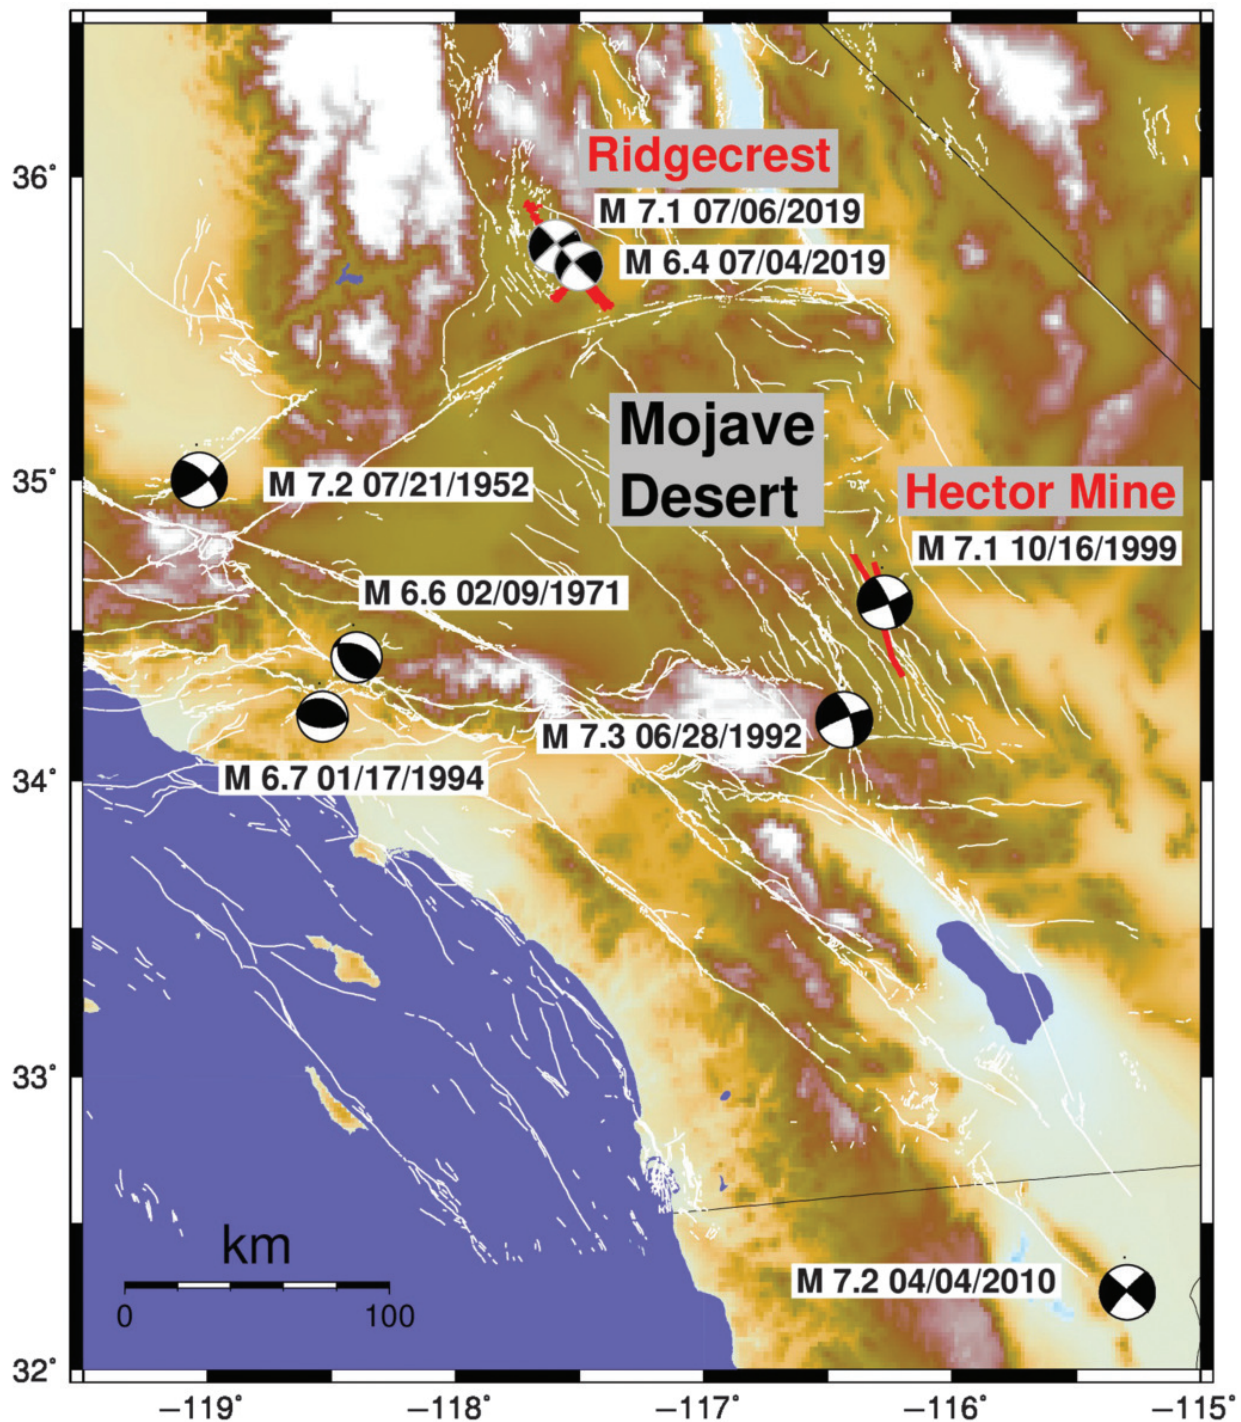 Ridgecrest
36°
M 7.1 07/06/2019
M 6.4 07/04/2019
Mojave
Desert
35°
M 7.2 07/21/1952
Hector Mine
M 7.1 10/16/1999
M 6.6 02/09/1971
M 7.3 06/28/1992
34°
M 6.7 01/17/1994
33°
km
0
100
M 7.2 04/04/2010
32°
−119°
−118°
−117°
−116°
−115°